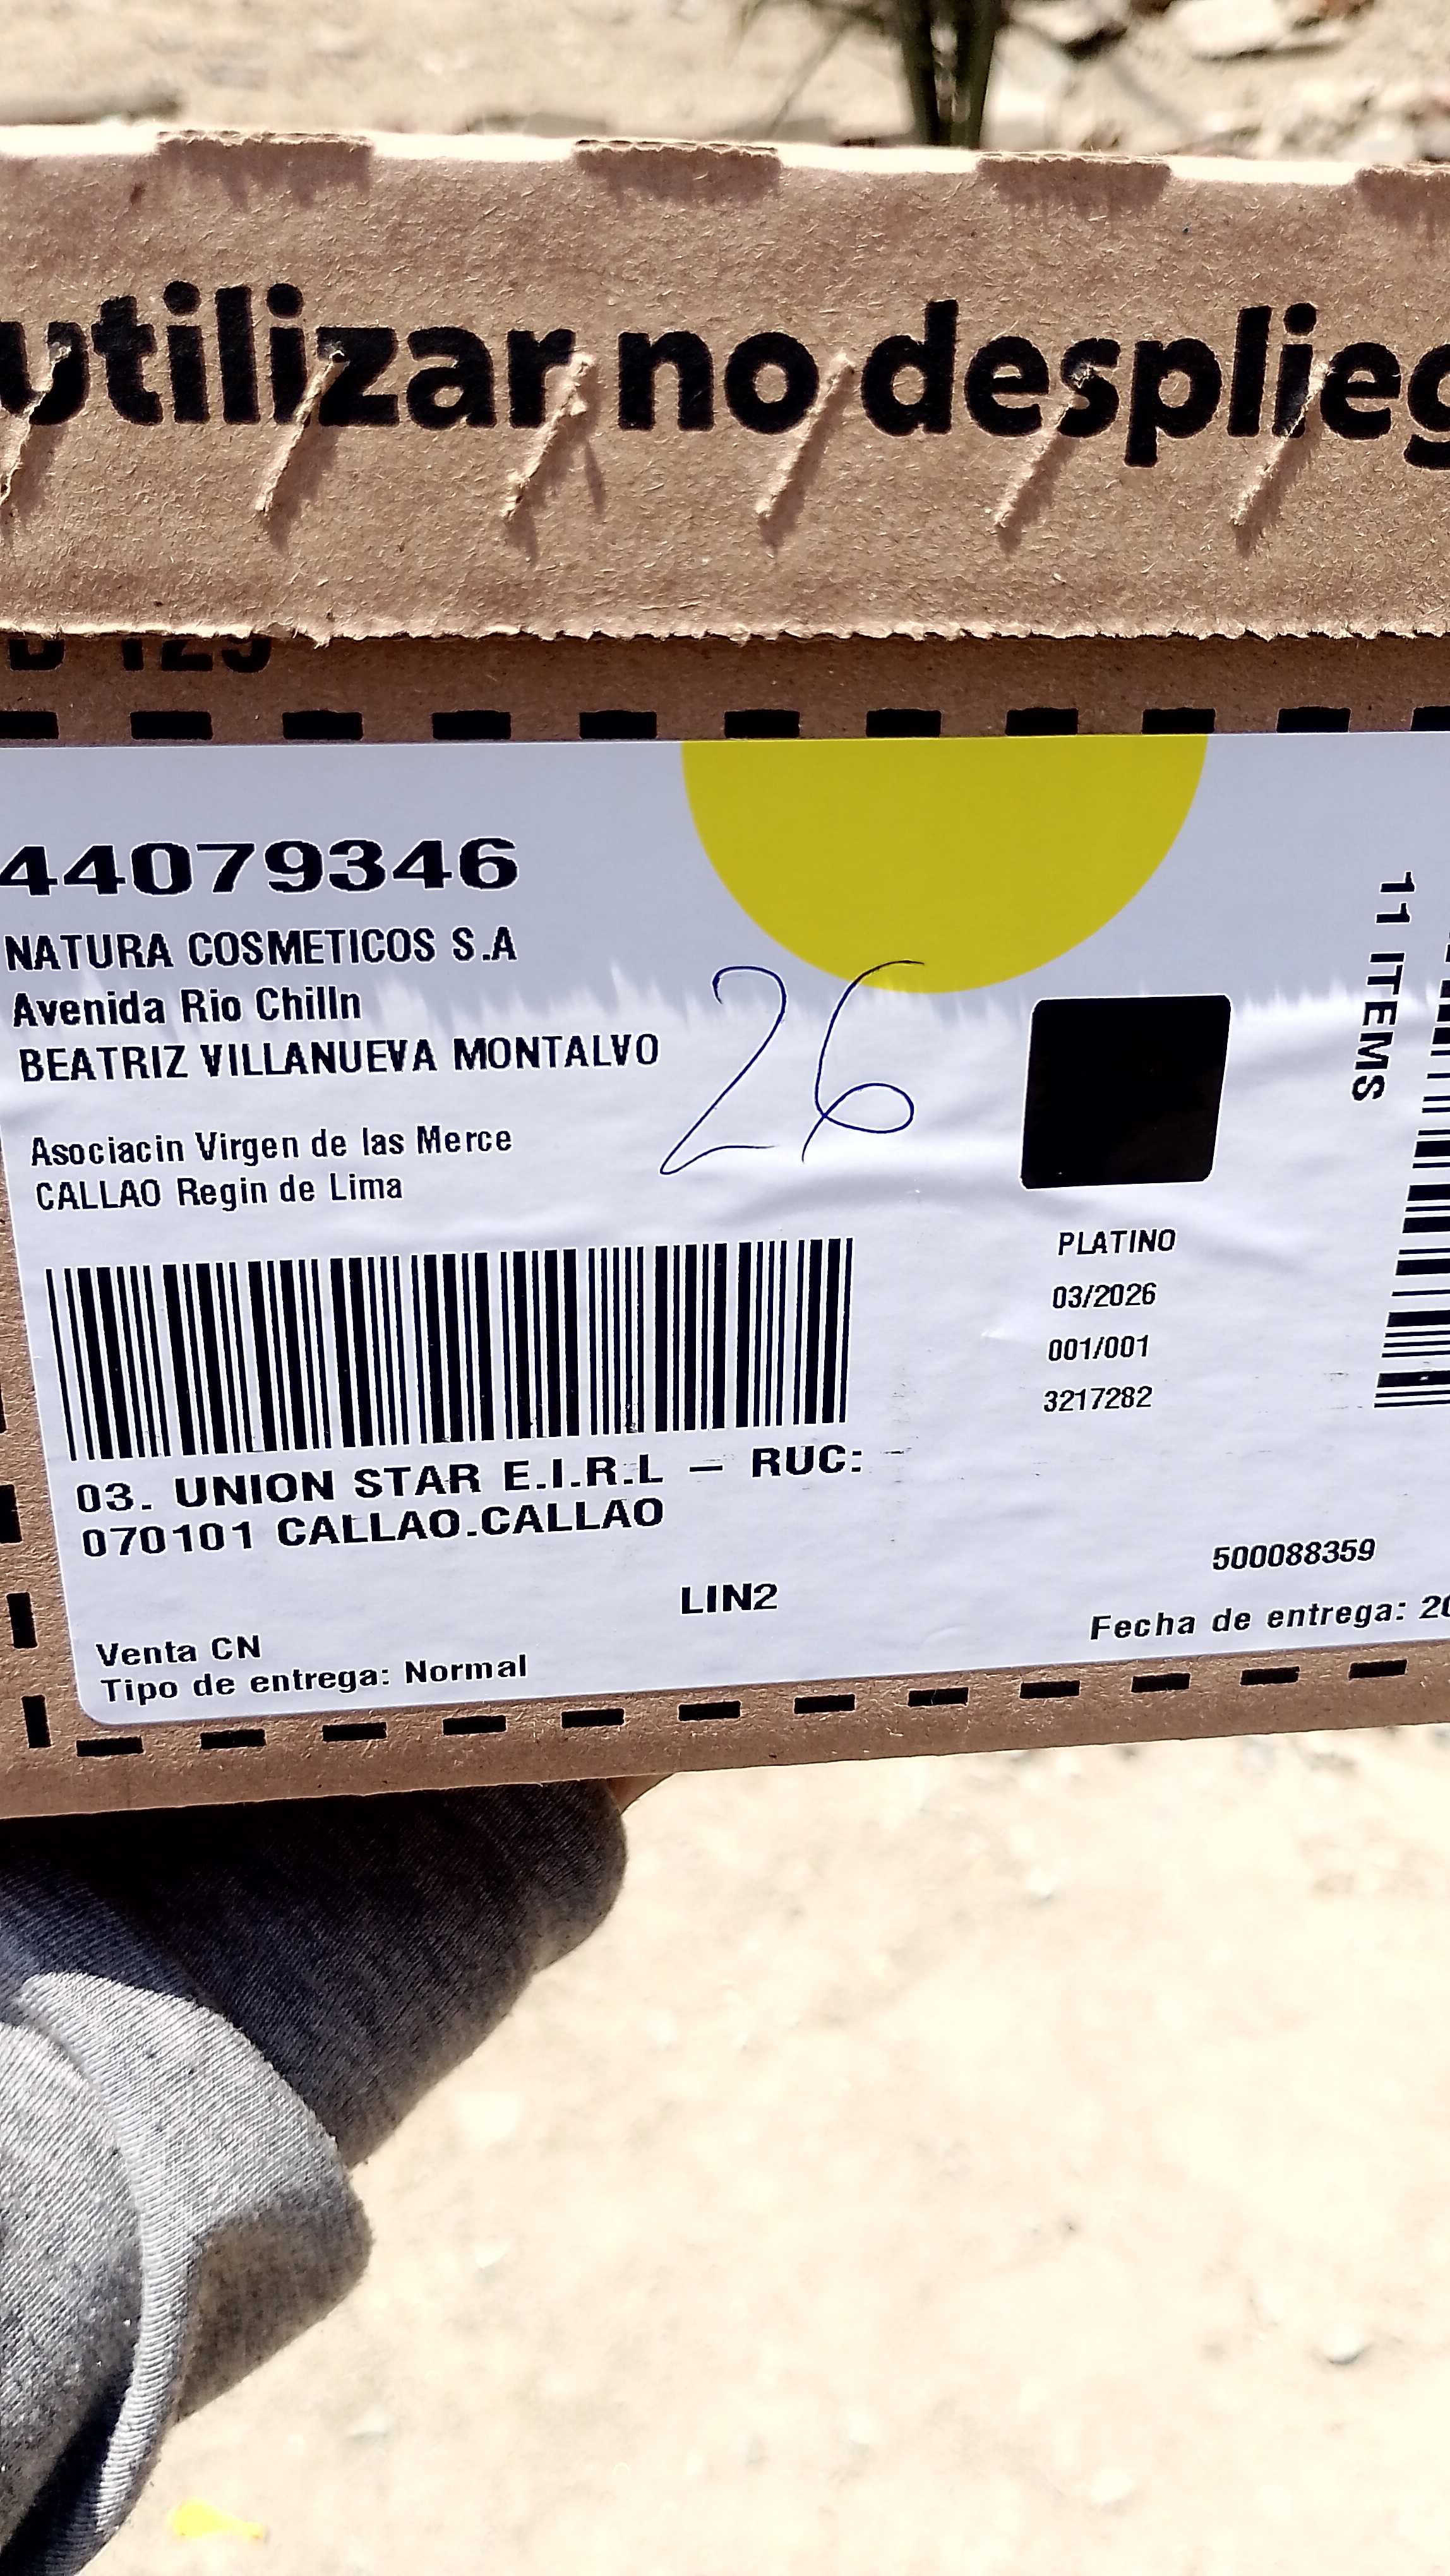 utilizar no desplieg
44079346
NATURA COSMETICOS S.A
Avenida Rio Chilln
BEATRIZ VILLANUEVA MONTALVO
26
Asociacin Virgen de las Merce
CALLAO Regin de Lima
11 ITEMS
PLATINO
03/2026
001/001
3217282
03. UNION STAR E.I.R.L – RUC:
070101 CALLAO.CALLAO
LIN2
500088359
Venta CN
Tipo de entrega: Normal
Fecha de entrega: 20